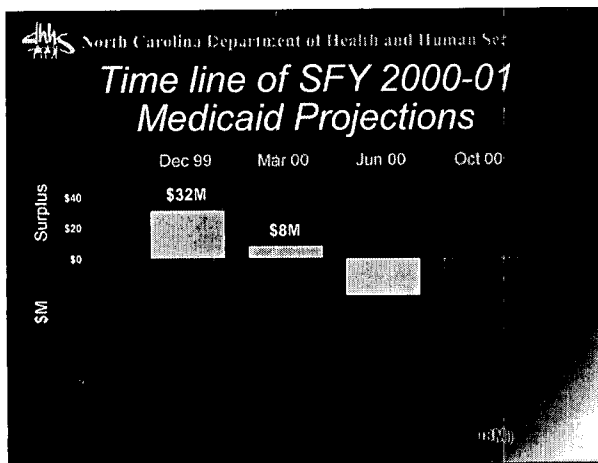 dhhs
North Carolina Department of Health and Human
Time line of SFY 2000-01
Medicaid Projections
Dec 99 Mar 00 Jun 00 Oct 00
Surplus
$40
$32M
$20
$8M
$0
$M